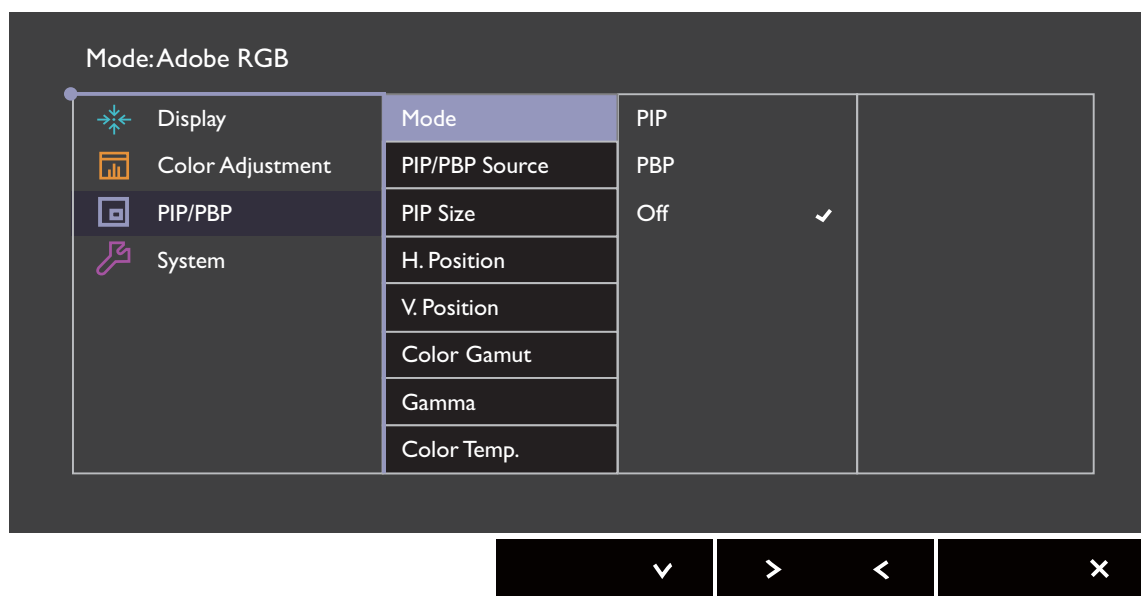 Mode: Adobe RGB
Display
Color Adjustment
PIP/PBP
System
Mode
PIP/PBP Source
PIP Size
H. Position
V. Position
Color Gamut
Gamma
Color Temp.
PIP
PBP
Off